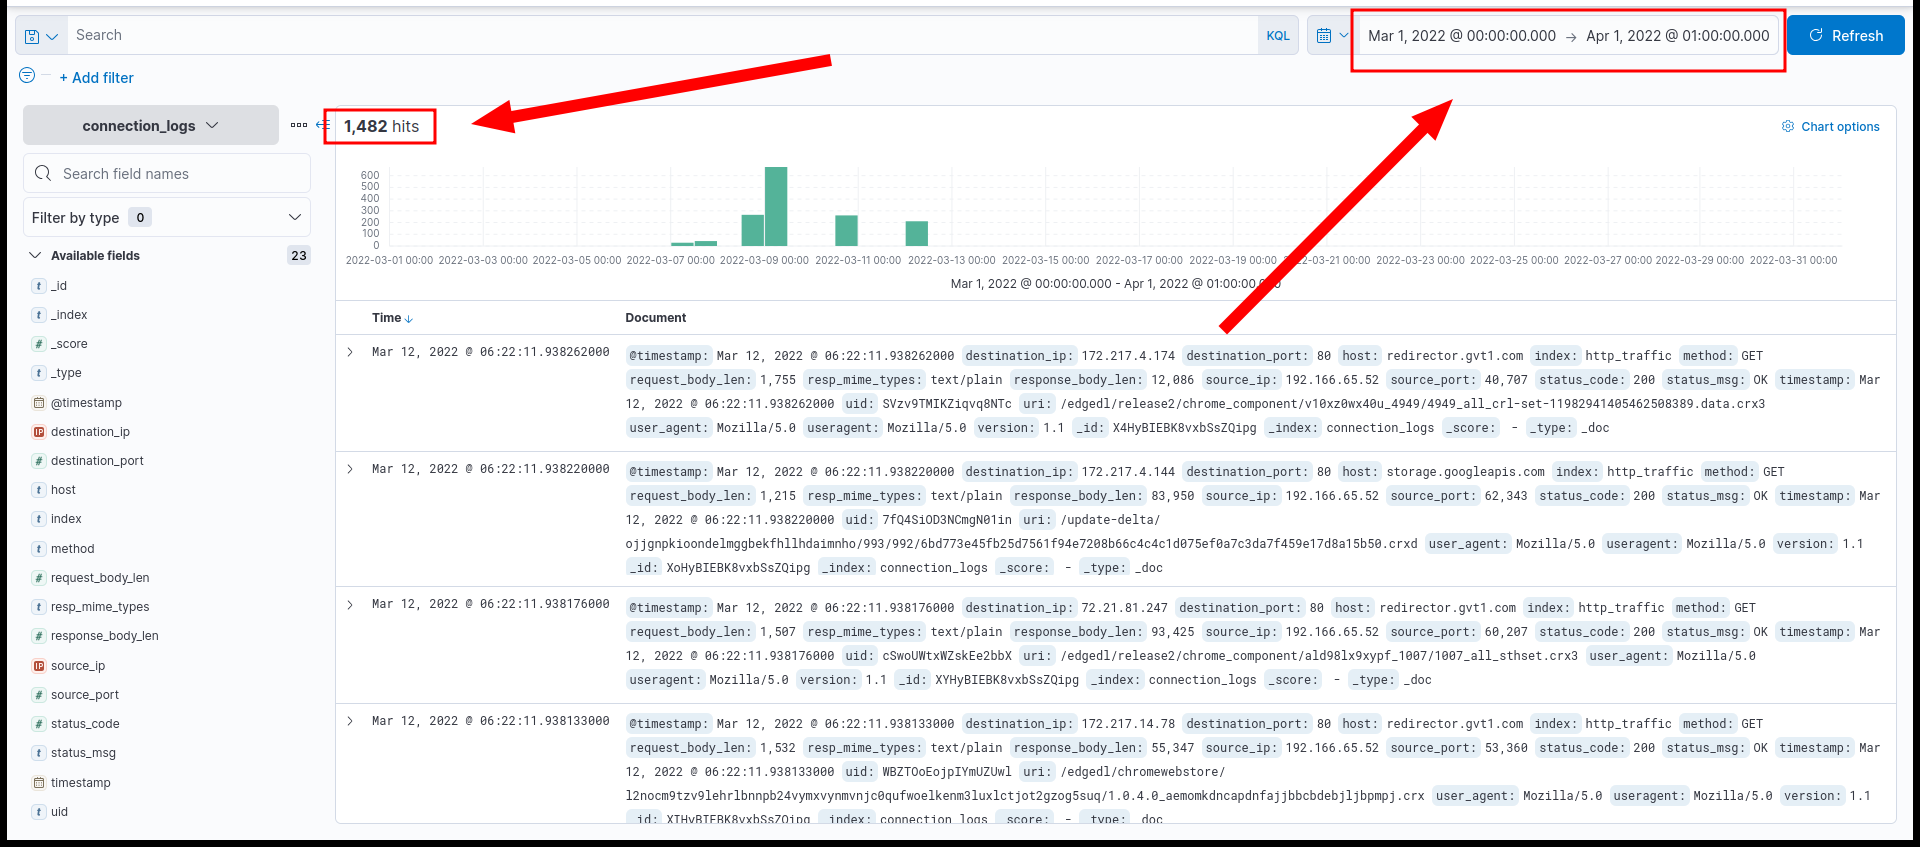 Search
KQL
Mar 1, 2022 @ 00:00:00.000 → Apr 1, 2022 @ 01:00:00.000
Refresh
+ Add filter
connection_logs
1,482 hits
Chart options
Search field names
Filter by type 0
Available fields 23
_id
_index
_score
_type
@timestamp
destination_ip
destination_port
host
index
method
request_body_len
resp_mime_types
response_body_len
source_ip
source_port
status_code
status_msg
timestamp
uid
600
500
400
300
200
100
0
2022-03-01 00:00 2022-03-03 00:00 2022-03-05 00:00 2022-03-07 00:00 2022-03-09 00:00 2022-03-11 00:00 2022-03-13 00:00 2022-03-15 00:00 2022-03-17 00:00 2022-03-19 00:00 2022-03-21 00:00 2022-03-23 00:00 2022-03-25 00:00 2022-03-27 00:00 2022-03-29 00:00 2022-03-31 00:00
Mar 1, 2022 @ 00:00:00.000 - Apr 1, 2022 @ 01:00:00.000
Time Document
Mar 12, 2022 @ 06:22:11.938262000
@timestamp: Mar 12, 2022 @ 06:22:11.938262000 destination_ip: 172.217.4.174 destination_port: 80 host: redirector.gvt1.com index: http_traffic method: GET
request_body_len: 1,755 resp_mime_types: text/plain response_body_len: 12,086 source_ip: 192.166.65.52 source_port: 40,707 status_code: 200 status_msg: OK timestamp: Mar
12, 2022 @ 06:22:11.938262000 uid: SVzv9TMIKZiqvq8NTc uri: /edgedl/release2/chrome_component/v10xz0wx40u_4949/4949_all_crl-set-11982941405462508389.data.crx3
user_agent: Mozilla/5.0 useragent: Mozilla/5.0 version: 1.1 _id: X4HyBIEBK8vxbSsZQipg _index: connection_logs _score: - _type: _doc
Mar 12, 2022 @ 06:22:11.938220000
@timestamp: Mar 12, 2022 @ 06:22:11.938220000 destination_ip: 172.217.4.144 destination_port: 80 host: storage.googleapis.com index: http_traffic method: GET
request_body_len: 1,215 resp_mime_types: text/plain response_body_len: 83,950 source_ip: 192.166.65.52 source_port: 62,343 status_code: 200 status_msg: OK timestamp: Mar
12, 2022 @ 06:22:11.938220000 uid: 7fQ4SiOD3NCmgN01in uri: /update-delta/
ojjgnpkioondelmggbekfhllhdaimnho/993/992/6bd773e45fb25d7561f94e7208b66c4c4c1d075ef0a7c3da7f459e17d8a15b50.crxd user_agent: Mozilla/5.0 useragent: Mozilla/5.0 version: 1.1
_id: XoHyBIEBK8vxbSsZQipg _index: connection_logs _score: - _type: _doc
Mar 12, 2022 @ 06:22:11.938176000
@timestamp: Mar 12, 2022 @ 06:22:11.938176000 destination_ip: 72.21.81.247 destination_port: 80 host: redirector.gvt1.com index: http_traffic method: GET
request_body_len: 1,507 resp_mime_types: text/plain response_body_len: 93,425 source_ip: 192.166.65.52 source_port: 60,207 status_code: 200 status_msg: OK timestamp: Mar
12, 2022 @ 06:22:11.938176000 uid: cSwoUWtxWZskEe2bbX uri: /edgedl/release2/chrome_component/ald98lx9xypf_1007/1007_all_sthset.crx3 user_agent: Mozilla/5.0
useragent: Mozilla/5.0 version: 1.1 _id: XYHyBIEBK8vxbSsZQipg _index: connection_logs _score: - _type: _doc
Mar 12, 2022 @ 06:22:11.938133000
@timestamp: Mar 12, 2022 @ 06:22:11.938133000 destination_ip: 172.217.14.78 destination_port: 80 host: redirector.gvt1.com index: http_traffic method: GET
request_body_len: 1,532 resp_mime_types: text/plain response_body_len: 55,347 source_ip: 192.166.65.52 source_port: 53,360 status_code: 200 status_msg: OK timestamp: Mar
12, 2022 @ 06:22:11.938133000 uid: WBZTOoEojpIYmUZUwl uri: /edgedl/chromewebstore/
l2nocm9tzv9lehrlbnnpb24vymxvynmvnjc0qufwoelkenm3luxlctjot2gzog5suq/1.0.4.0_aemomkdncapdnfajjbbcbdebjljbpmpj.crx user_agent: Mozilla/5.0 useragent: Mozilla/5.0 version: 1.1
_id: XIHyBIEBK8vxbSsZQipg _index: connection_logs _score: - _type: _doc